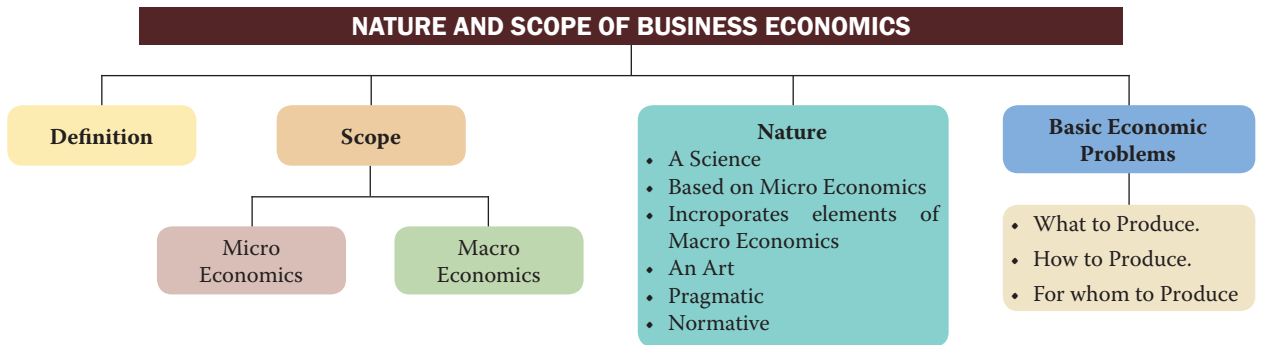 NATURE AND SCOPE OF BUSINESS ECONOMICS
Definition
Scope
Micro
Economics
Macro
Economics
Nature
• A Science
• Based on Micro Economics
• Incroporates elements of
Macro Economics
• An Art
• Pragmatic
• Normative
Basic Economic
Problems
• What to Produce.
• How to Produce.
• For whom to Produce